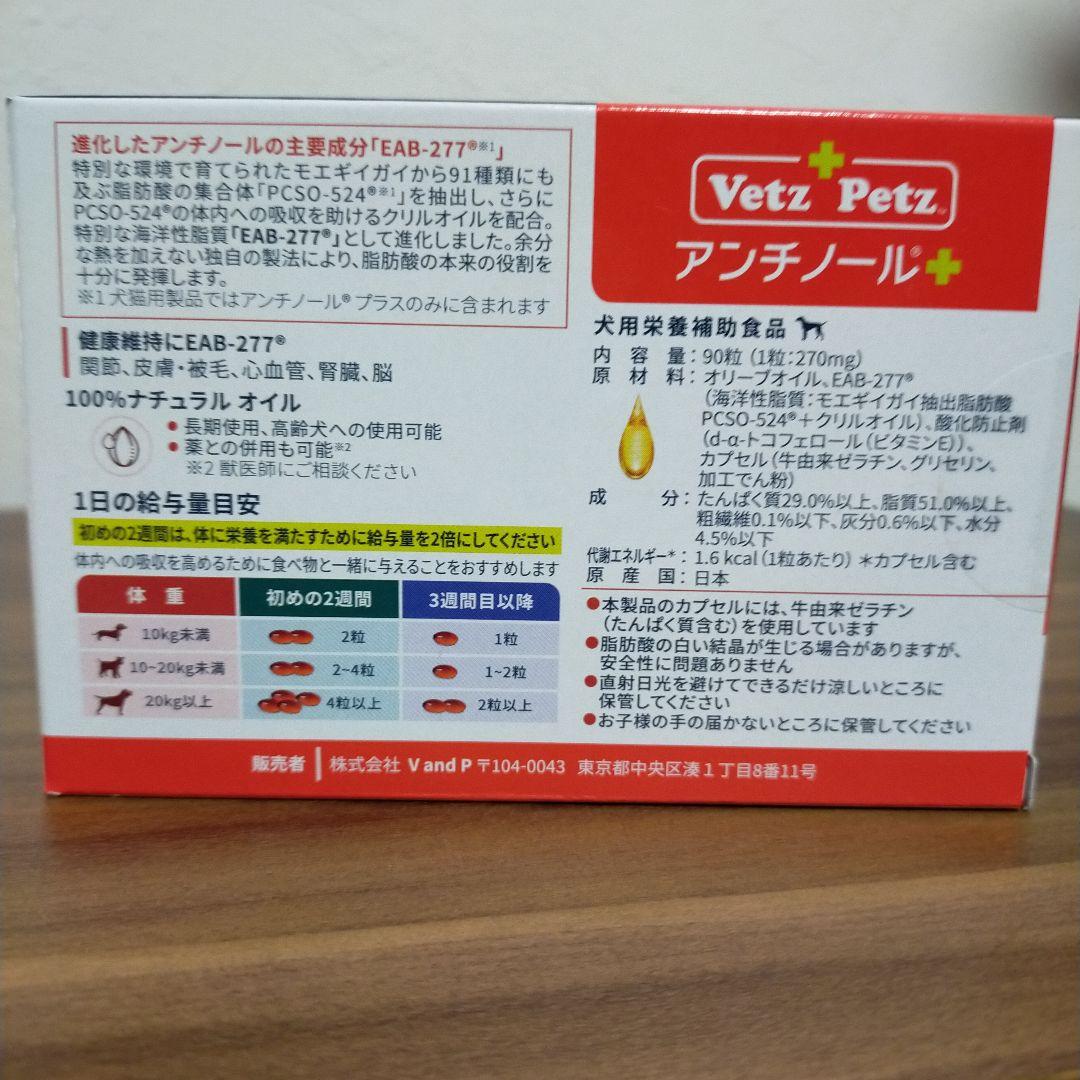 進化したアンチノールの主要成分「EAB-277®※1」
特別な環境で育てられたモエギイガイから91種類にも
及ぶ脂肪酸の集合体「PCSO-524®※1」を抽出し、さらに
PCSO-524®の体内への吸収を助けるクリルオイルを配合。
特別な海洋性脂質「EAB-277®」として進化しました。余分
な熱を加えない独自の製法により、脂肪酸の本来の役割を
十分に発揮します。
※1 犬猫用製品ではアンチノール® プラスのみに含まれます
健康維持にEAB-277®
関節、皮膚・被毛、心血管、腎臓、脳
100%ナチュラル オイル
●長期使用、高齢犬への使用可能
●薬との併用も可能※2
※2 獣医師にご相談ください
1日の給与量目安
初めの2週間は、体に栄養を満たすために給与量を2倍にしてください
体内への吸収を高めるために食べ物と一緒に与えることをおすすめします
体 重 初めの2週間 3週間目以降
10kg未満 2粒 1粒
10~20kg未満 2~4粒 1~2粒
20kg以上 4粒以上 2粒以上
Vetz Petz
アンチノール®
犬用栄養補助食品
内 容 量：90粒（1粒：270mg）
原 材 料：オリーブオイル、EAB-277®
（海洋性脂質：モエギイガイ抽出脂肪酸
PCSO-524®＋クリルオイル）、酸化防止剤
（d-α-トコフェロール（ビタミンE））、
カプセル（牛由来ゼラチン、グリセリン、
加工でん粉）
成 分：たんぱく質29.0%以上、脂質51.0%以上、
粗繊維0.1%以下、灰分0.6%以下、水分
4.5%以下
代謝エネルギー*：1.6 kcal（1粒あたり）＊カプセル含む
原 産 国：日本
●本製品のカプセルには、牛由来ゼラチン
（たんぱく質含む）を使用しています
●脂肪酸の白い結晶が生じる場合がありますが、
安全性に問題ありません
●直射日光を避けてできるだけ涼しいところに
保管してください
●お子様の手の届かないところに保管してください
販売者 株式会社 V and P 〒104-0043 東京都中央区湊１丁目8番11号